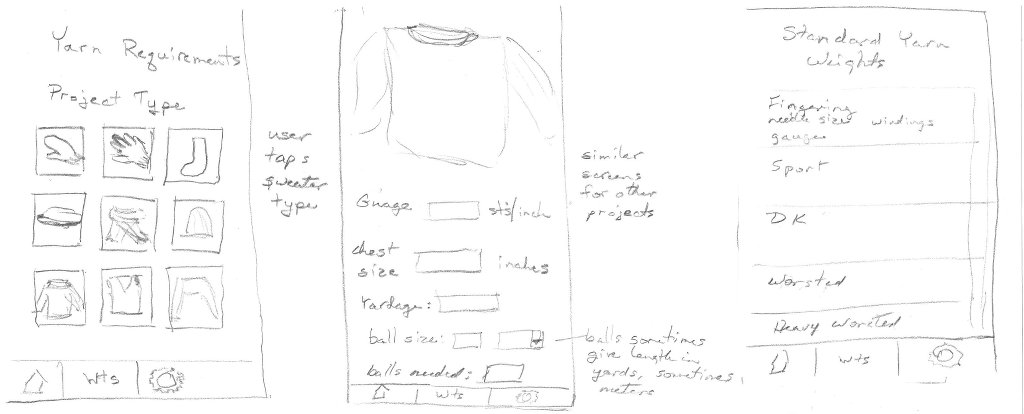 Yarn Requirements
Project Type
wts
user
taps
sweater
type
Guage sts/inch
chest
size inches
Yardage:
ball size:
balls needed:
wts
similar
screens
for other
projects
balls sometimes
give length in
yards, sometimes,
meters
Standard Yarn
Weights
Fingering
needle size windings
gauge
Sport
DK
Worsted
Heavy Worsted
wts